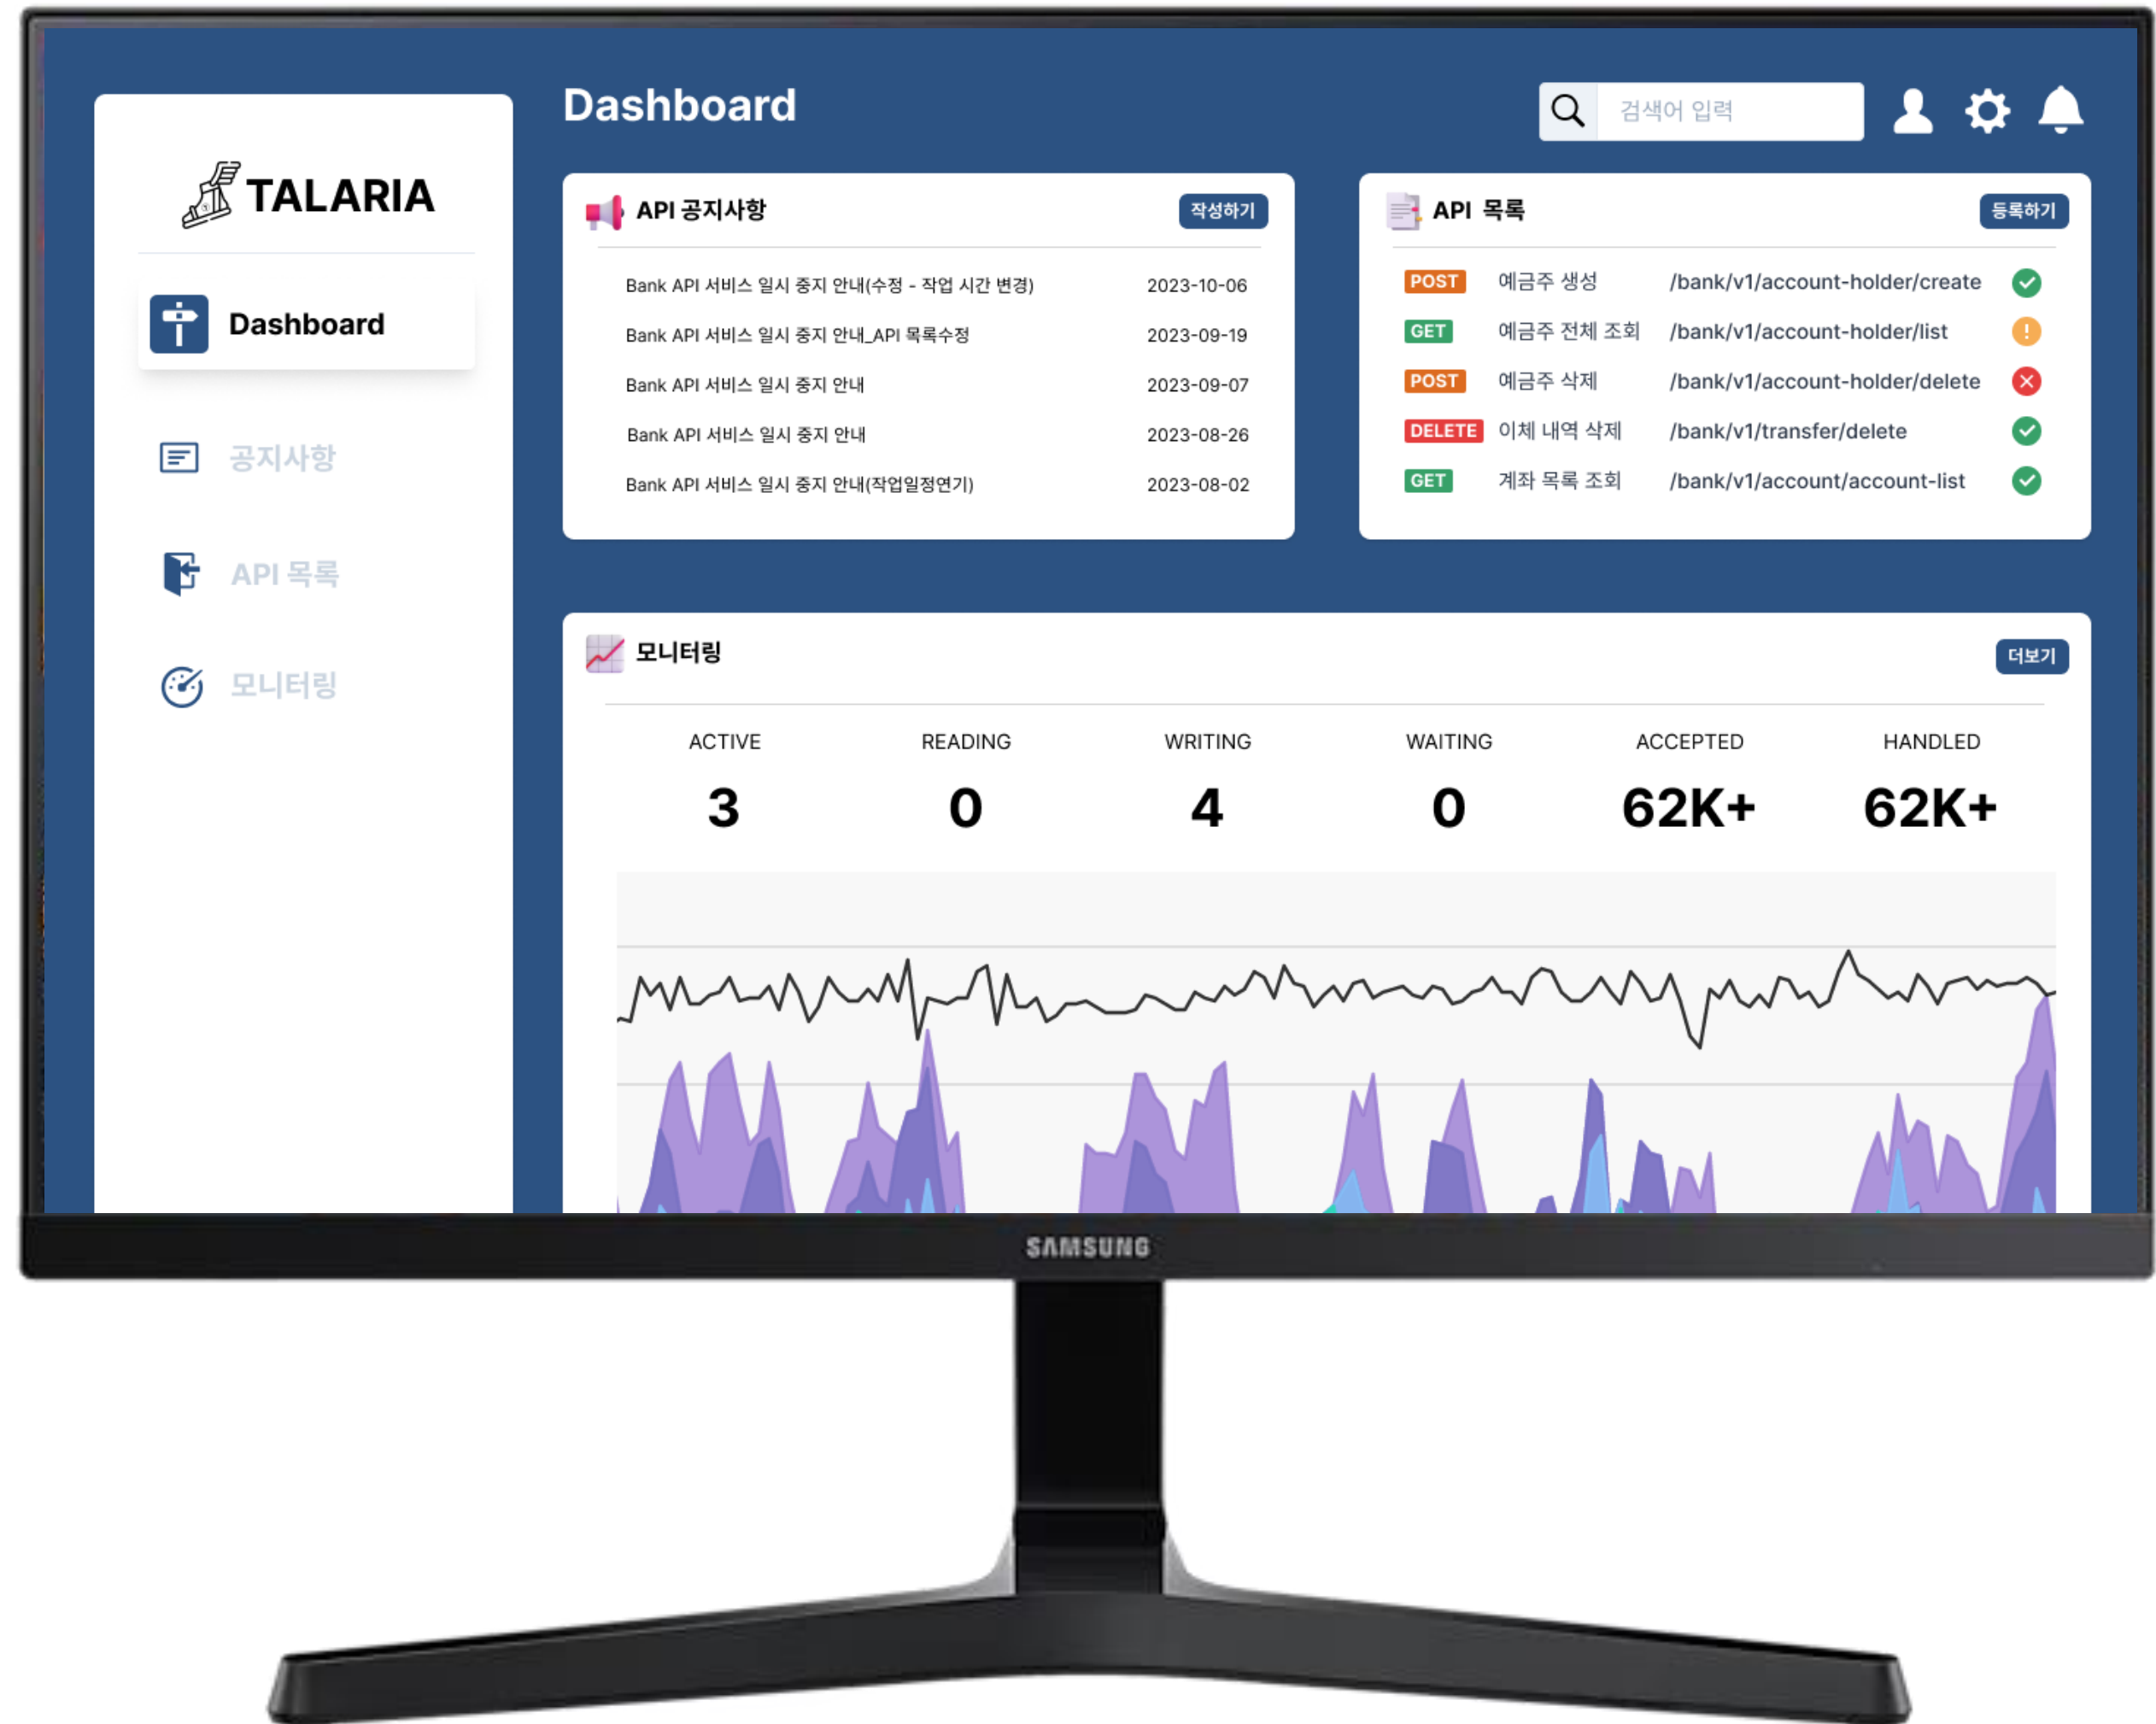 TALARIA
Dashboard
공지사항
API 목록
모니터링
Dashboard
검색어 입력
API 공지사항
작성하기
Bank API 서비스 일시 중지 안내(수정 - 작업 시간 변경) 2023-10-06
Bank API 서비스 일시 중지 안내_API 목록수정 2023-09-19
Bank API 서비스 일시 중지 안내 2023-09-07
Bank API 서비스 일시 중지 안내 2023-08-26
Bank API 서비스 일시 중지 안내(작업일정연기) 2023-08-02
API 목록
등록하기
POST 예금주 생성 /bank/v1/account-holder/create
GET 예금주 전체 조회 /bank/v1/account-holder/list
POST 예금주 삭제 /bank/v1/account-holder/delete
DELETE 이체 내역 삭제 /bank/v1/transfer/delete
GET 계좌 목록 조회 /bank/v1/account/account-list
모니터링
더보기
ACTIVE READING WRITING WAITING ACCEPTED HANDLED
3 0 4 0 62K+ 62K+
SAMSUNG